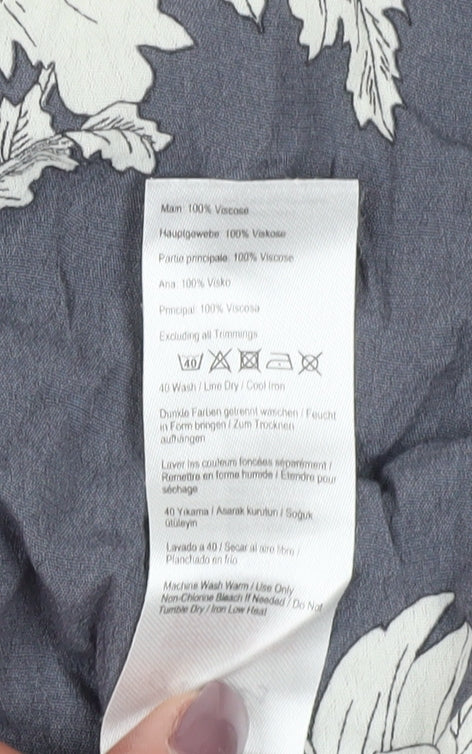 Main: 100% Viscose
Hauptgewebe: 100% Viskose
Partie principale: 100% Viscose
Ana: 100% Visko
Principal: 100% Viscosa
Excluding all Trimmings
40
40 Wash / Line Dry / Cool Iron
Dunkle Farben getrennt waschen / Feucht
in Form bringen / Zum Trocknen
aufhängen
Laver les couleurs foncées séparément /
Remettre en forme humide / Etendre pour
séchage
40 Yıkama / Asarak kurutun / Soğuk
ütüleyin
Lavado a 40 / Secar al aire libre /
Planchado en frío
Machine Wash Warm / Use Only
Non-Chlorine Bleach If Needed / Do Not
Tumble Dry / Iron Low Heat